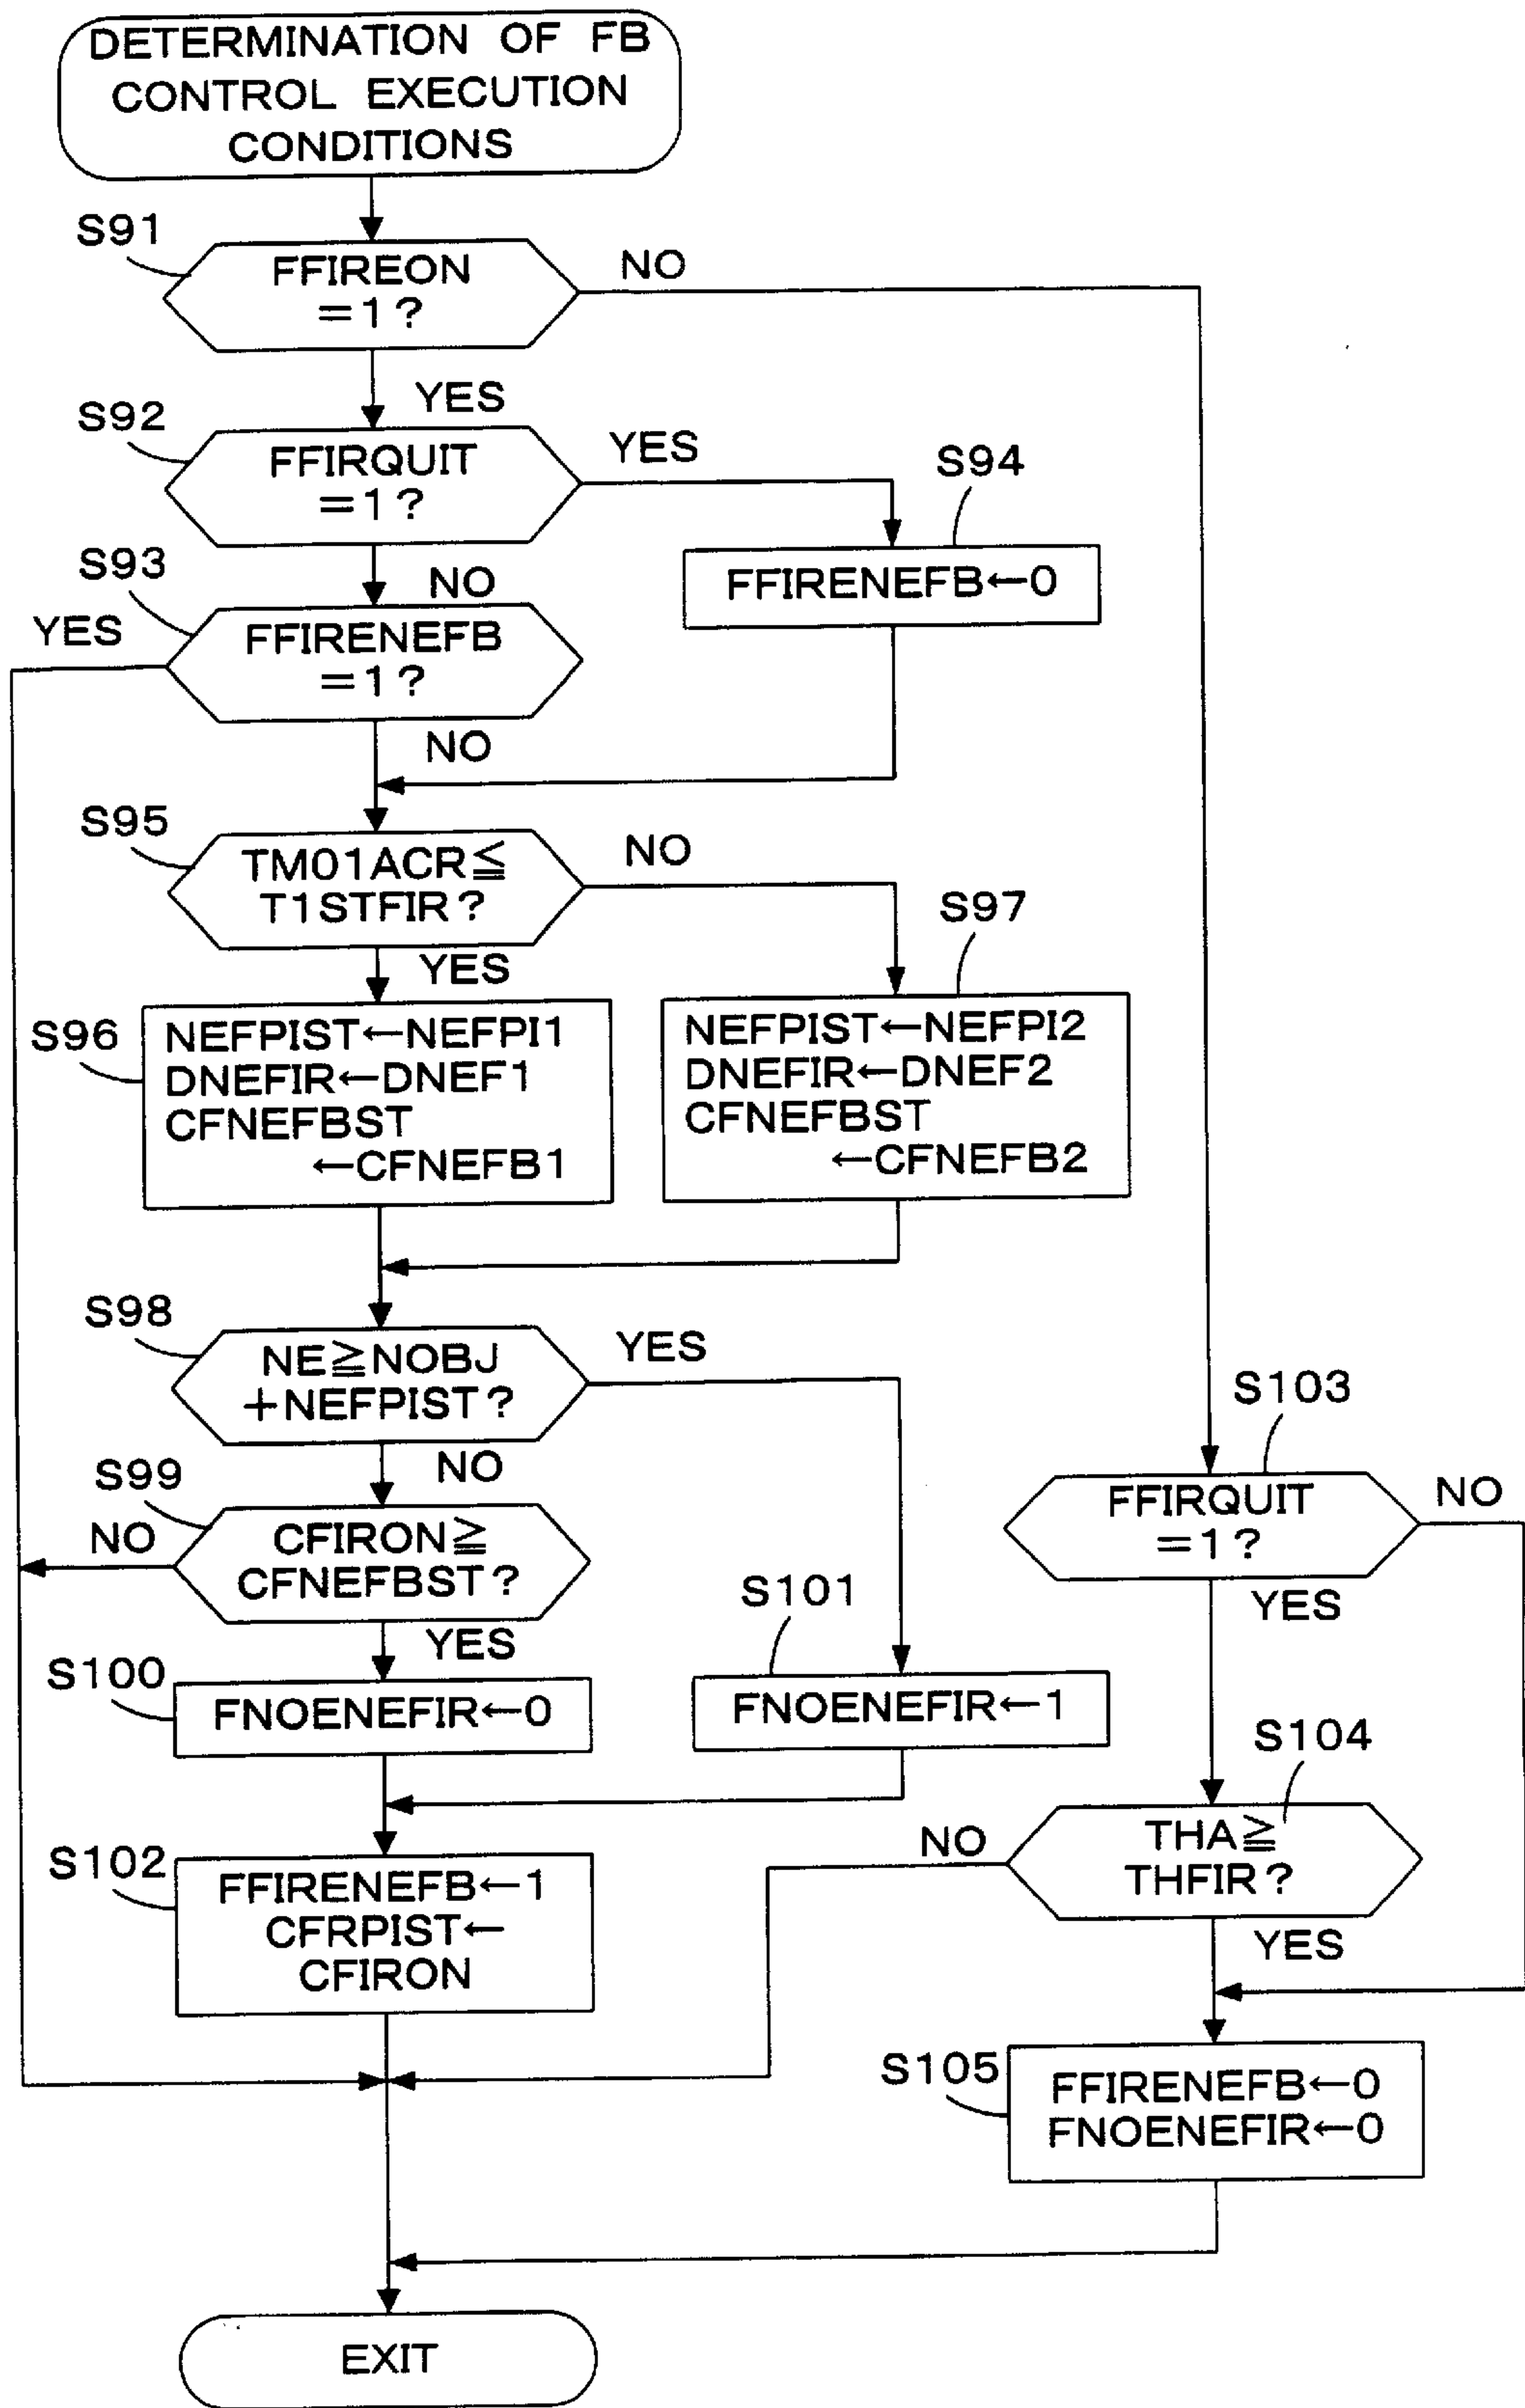 DETERMINATION OF FB
CONTROL EXECUTION
CONDITIONS
S91
FFIREON
=1?
NO
YES
S92
FFIRQUIT
=1?
YES
S94
FFIRENEFB←0
NO
S93
YES
FFIRENEFB
=1?
NO
S95
TM01ACR≦
T1STFIR?
NO
S97
YES
S96
NEFPIST←NEFPI1
DNEFIR←DNEF1
CFNEFBST
←CFNEFB1
NEFPIST←NEFPI2
DNEFIR←DNEF2
CFNEFBST
←CFNEFB2
S98
NE≧NOBJ
+NEFPIST?
YES
NO
S99
NO
CFIRON≧
CFNEFBST?
YES
S100
FNOENEFIR←0
S101
FNOENEFIR←1
S102
FFIRENEFB←1
CFRPIST←
CFIRON
S103
FFIRQUIT
=1?
NO
YES
S104
THA≧
THFIR?
NO
YES
S105
FFIRENEFB←0
FNOENEFIR←0
EXIT